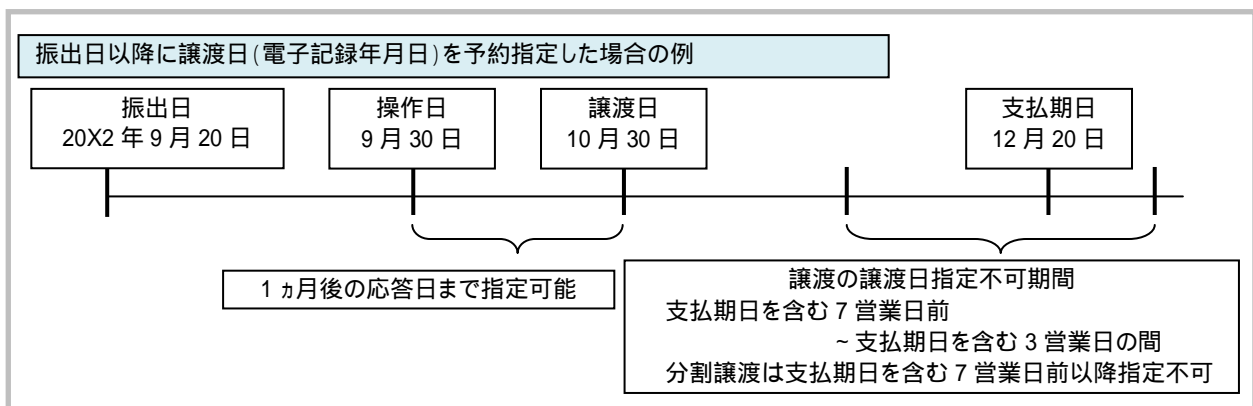 振出日以降に譲渡日(電子記録年月日)を予約指定した場合の例
振出日
20X2 年 9 月 20 日
操作日
9 月 30 日
譲渡日
10 月 30 日
支払期日
12 月 20 日
1 ヵ月後の応答日まで指定可能
譲渡の譲渡日指定不可期間
支払期日を含む 7 営業日前
~ 支払期日を含む 3 営業日の間
分割譲渡は支払期日を含む 7 営業日前以降指定不可